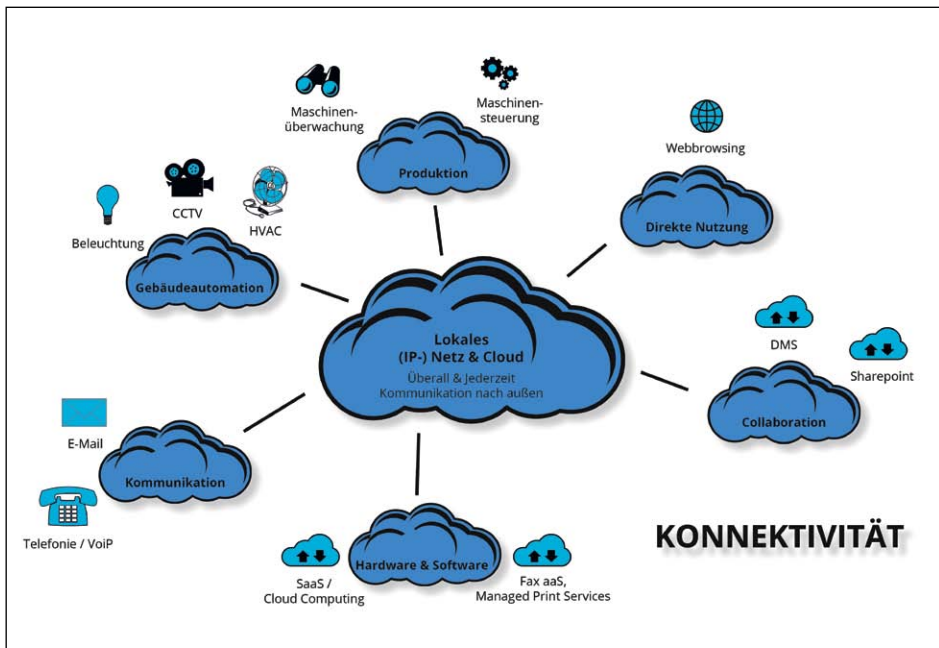 Maschinen-
überwachung
Maschinen-
steuerung
Produktion
Webbrowsing
Direkte Nutzung
CCTV
HVAC
Beleuchtung
Gebäudeautomation
Lokales
(IP-) Netz & Cloud
Überall & Jederzeit
Kommunikation nach außen
DMS
Sharepoint
Collaboration
E-Mail
Kommunikation
Telefonie / VoiP
Hardware & Software
SaaS /
Cloud Computing
Fax aaS,
Managed Print Services
KONNEKTIVITÄT